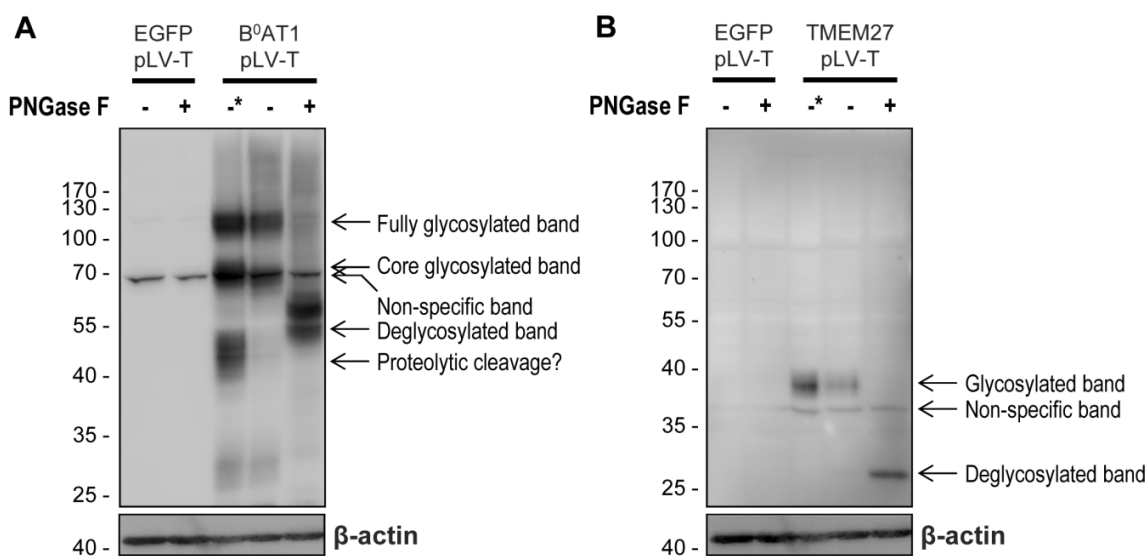 A
EGFP
pLV-T
B⁰AT1
pLV-T
PNGase F - + -* - +
170 -
130 -
100 -
70 -
55 -
40 -
35 -
25 -
Fully glycosylated band
Core glycosylated band
Non-specific band
Deglycosylated band
Proteolytic cleavage?
40 -
β-actin
B
EGFP
pLV-T
TMEM27
pLV-T
PNGase F - + -* - +
170 -
130 -
100 -
70 -
55 -
40 -
35 -
25 -
Glycosylated band
Non-specific band
Deglycosylated band
40 -
β-actin